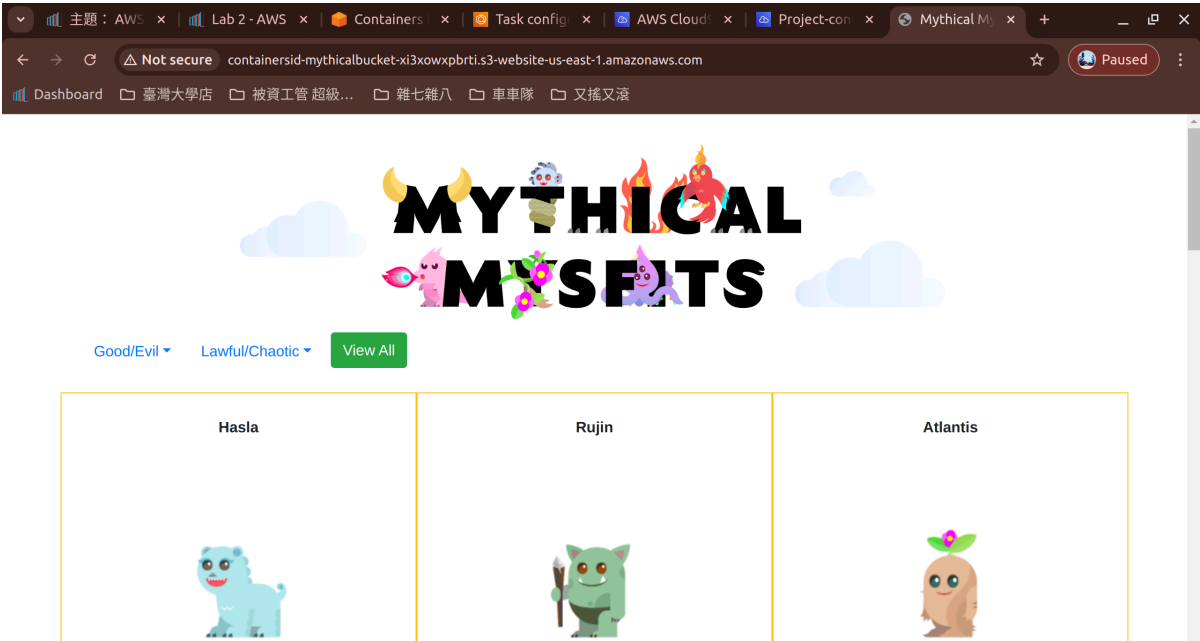 主題： AWS
Lab 2 - AWS
Containers
Task config
AWS Clouds
Project-con
Mythical My
Not secure
containersid-mythicalbucket-xi3xowxpbrti.s3-website-us-east-1.amazonaws.com
Paused
Dashboard 臺灣大學店 被資工管 超級… 雜七雜八 車車隊 又搖又滾
MYTHICAL
MYSFITS
Good/Evil Lawful/Chaotic View All
Hasla Rujin Atlantis